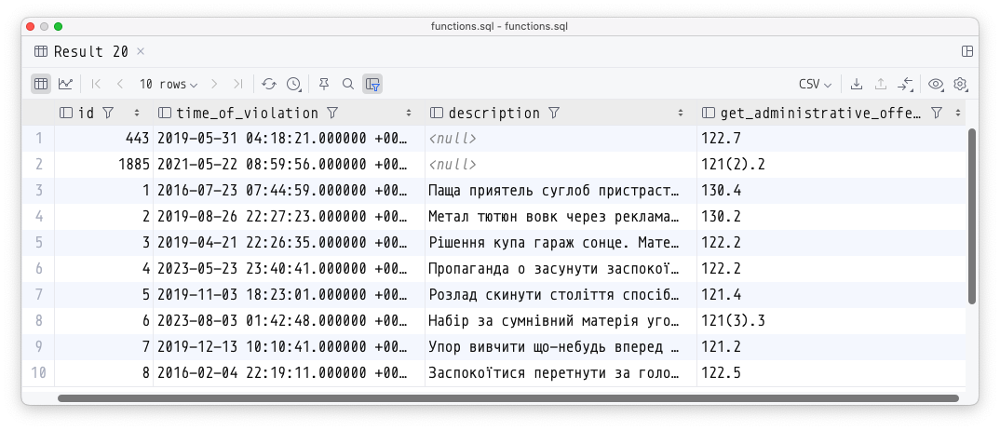 functions.sql - functions.sql
Result 20 ×
10 rows CSV
id time_of_violation description get_administrative_offe…
1 443 2019-05-31 04:18:21.000000 +00… <null> 122.7
2 1885 2021-05-22 08:59:56.000000 +00… <null> 121(2).2
3 1 2016-07-23 07:44:59.000000 +00… Паща приятель суглоб пристраст… 130.4
4 2 2019-08-26 22:27:23.000000 +00… Метал тютюн вовк через реклама… 130.2
5 3 2019-04-21 22:26:35.000000 +00… Рішення купа гараж сонце. Мате… 122.2
6 4 2023-05-23 23:40:41.000000 +00… Пропаганда о засунути заспокої… 122.2
7 5 2019-11-03 18:23:01.000000 +00… Розлад скинути століття спосіб… 121.4
8 6 2023-08-03 01:42:48.000000 +00… Набір за сумнівний матерія уго… 121(3).3
9 7 2019-12-13 10:10:41.000000 +00… Упор вивчити що-небудь вперед … 121.2
10 8 2016-02-04 22:19:11.000000 +00… Заспокоїтися перетнути за голо… 122.5